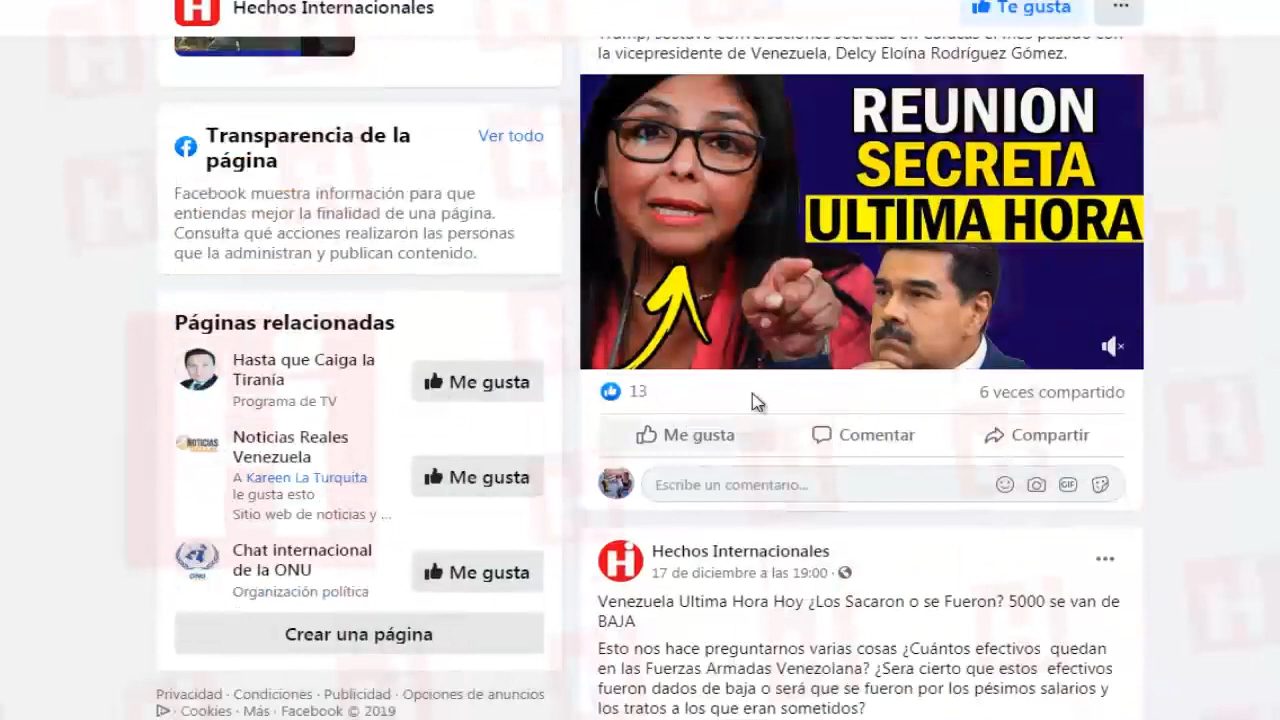 Hechos Internacionales
Te gusta
Trump, sostuvo conversaciones secretas en Caracas el mes pasado con
la vicepresidente de Venezuela, Delcy Eloína Rodríguez Gómez.
REUNION
SECRETA
ULTIMA HORA
13
6 veces compartido
Me gusta
Comentar
Compartir
Escribe un comentario...
GIF
Transparencia de la
página
Ver todo
Facebook muestra información para que
entiendas mejor la finalidad de una página.
Consulta qué acciones realizaron las personas
que la administran y publican contenido.
Páginas relacionadas
Hasta que Caiga la
Tiranía
Programa de TV
Me gusta
NOTICIAS
Noticias Reales
Venezuela
A Kareen La Turquita
le gusta esto
Sitio web de noticias y ...
Me gusta
Chat internacional
de la ONU
Organización política
Me gusta
Crear una página
Privacidad · Condiciones · Publicidad · Opciones de anuncios
· Cookies · Más · Facebook © 2019
Hechos Internacionales
17 de diciembre a las 19:00 ·
Venezuela Ultima Hora Hoy ¿Los Sacaron o se Fueron? 5000 se van de
BAJA
Esto nos hace preguntarnos varias cosas ¿Cuántos efectivos quedan
en las Fuerzas Armadas Venezolana? ¿Sera cierto que estos efectivos
fueron dados de baja o será que se fueron por los pésimos salarios y
los tratos a los que eran sometidos?